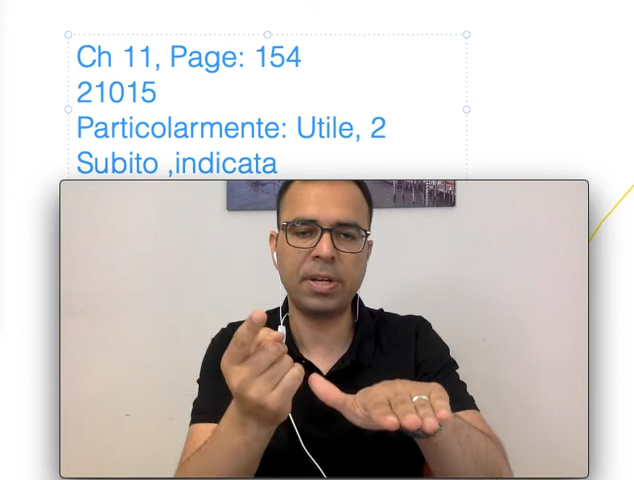 Ch 11, Page: 154
21015
Particolarmente: Utile, 2
Subito ,indicata